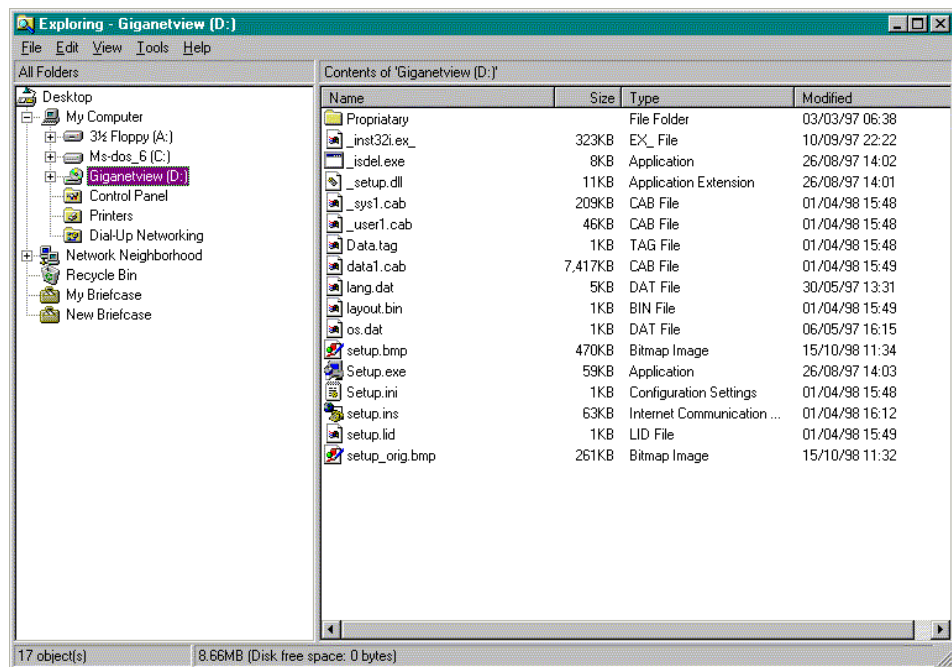 Exploring - Giganetview (D:)
File Edit View Tools Help
All Folders
Contents of 'Giganetview (D:)'
Desktop
My Computer
3½ Floppy (A:)
Ms-dos_6 (C:)
Giganetview (D:)
Control Panel
Printers
Dial-Up Networking
Network Neighborhood
Recycle Bin
My Briefcase
New Briefcase
Name Size Type Modified
Propriatary File Folder 03/03/97 06:38
_inst32i.ex_ 323KB EX_ File 10/09/97 22:22
_isdel.exe 8KB Application 26/08/97 14:02
_setup.dll 11KB Application Extension 26/08/97 14:01
_sys1.cab 209KB CAB File 01/04/98 15:48
_user1.cab 46KB CAB File 01/04/98 15:48
Data.tag 1KB TAG File 01/04/98 15:48
data1.cab 7,417KB CAB File 01/04/98 15:49
lang.dat 5KB DAT File 30/05/97 13:31
layout.bin 1KB BIN File 01/04/98 15:49
os.dat 1KB DAT File 06/05/97 16:15
setup.bmp 470KB Bitmap Image 15/10/98 11:34
Setup.exe 59KB Application 26/08/97 14:03
Setup.ini 1KB Configuration Settings 01/04/98 15:48
setup.ins 63KB Internet Communication ... 01/04/98 16:12
setup.lid 1KB LID File 01/04/98 15:49
setup_orig.bmp 261KB Bitmap Image 15/10/98 11:32
17 object(s) 8.66MB (Disk free space: 0 bytes)